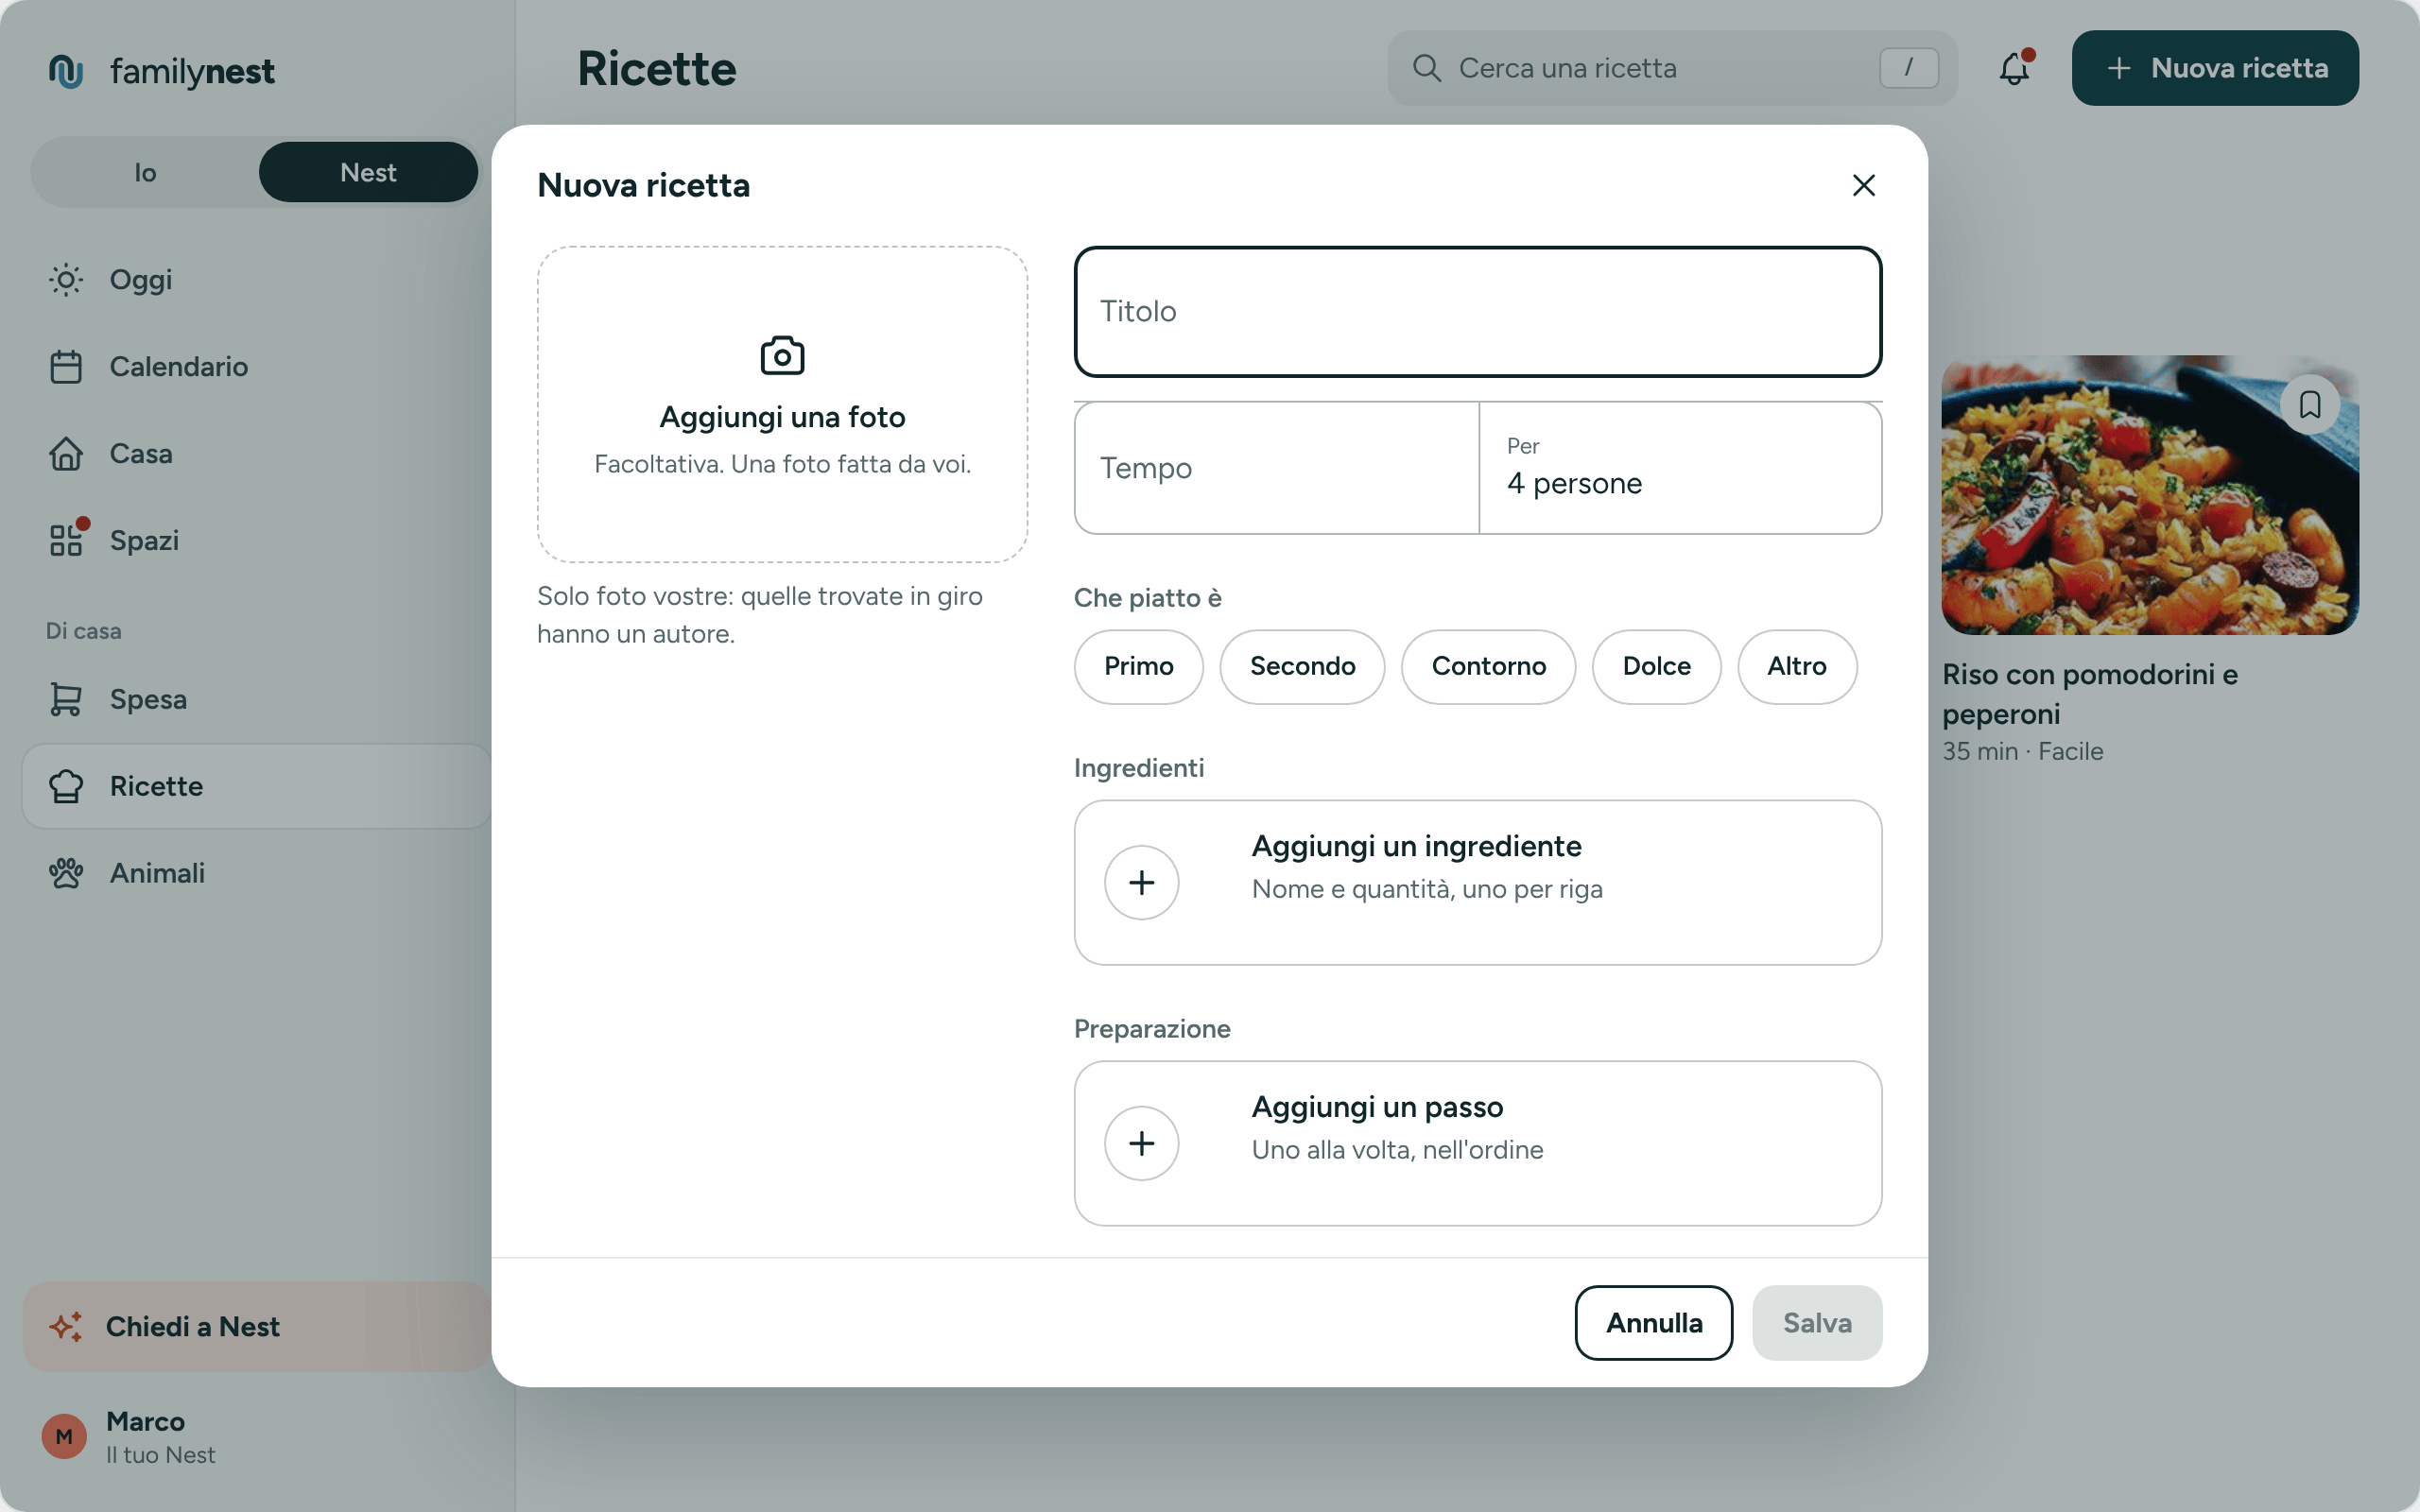 familynest
Io
Nest
Oggi
Calendario
Casa
Spazi
Di casa
Spesa
Ricette
Animali
Chiedi a Nest
M
Marco
Il tuo Nest
Ricette
Cerca una ricetta
/
Nuova ricetta
Nuova ricetta
Aggiungi una foto
Facoltativa. Una foto fatta da voi.
Solo foto vostre: quelle trovate in giro
hanno un autore.
Titolo
Tempo
Per
4 persone
Che piatto è
Primo
Secondo
Contorno
Dolce
Altro
Ingredienti
Aggiungi un ingrediente
Nome e quantità, uno per riga
Preparazione
Aggiungi un passo
Uno alla volta, nell'ordine
Annulla
Salva
Riso con pomodorini e
peperoni
35 min · Facile